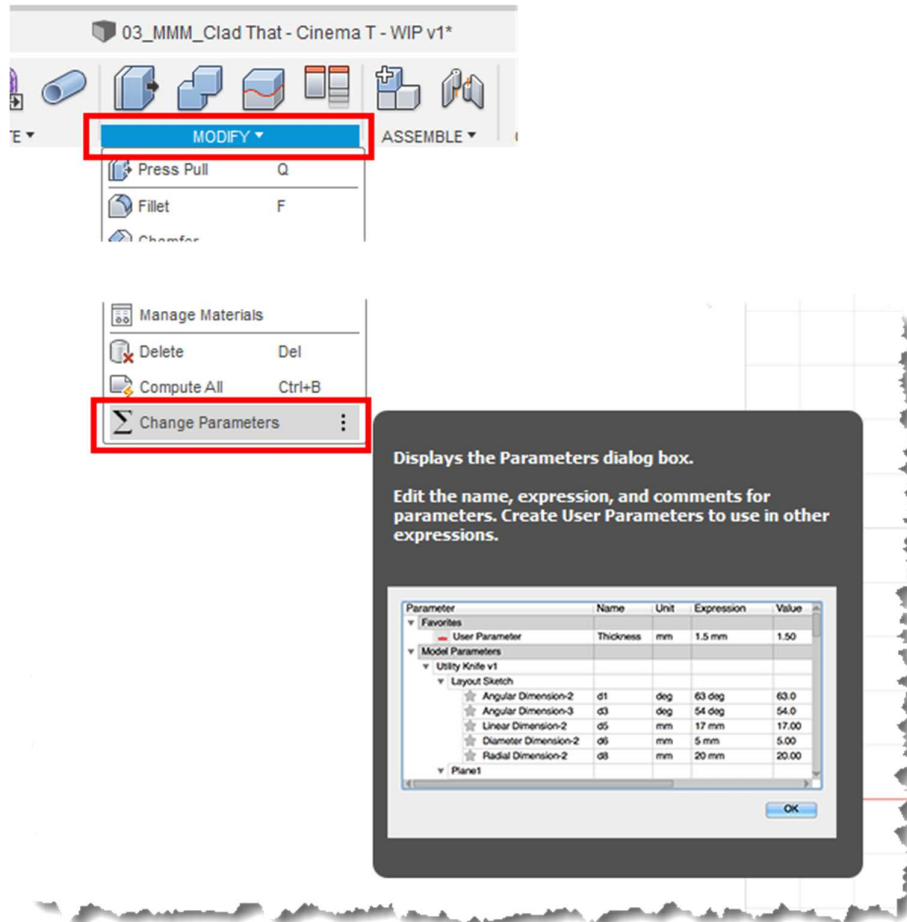 03_MMM_Clad That - Cinema T - WIP v1*
MODIFY ▾ ASSEMBLE ▾
Press Pull Q
Fillet F
Chamfer
Manage Materials
Delete Del
Compute All Ctrl+B
Change Parameters
Displays the Parameters dialog box.
Edit the name, expression, and comments for
parameters. Create User Parameters to use in other
expressions.
Parameter Name Unit Expression Value
Favorites
User Parameter Thickness mm 1.5 mm 1.50
Model Parameters
Utility Knife v1
Layout Sketch
Angular Dimension-2 d1 deg 63 deg 63.0
Angular Dimension-3 d3 deg 54 deg 54.0
Linear Dimension-2 d5 mm 17 mm 17.00
Diameter Dimension-2 d6 mm 5 mm 5.00
Radial Dimension-2 d8 mm 20 mm 20.00
Plane1
OK